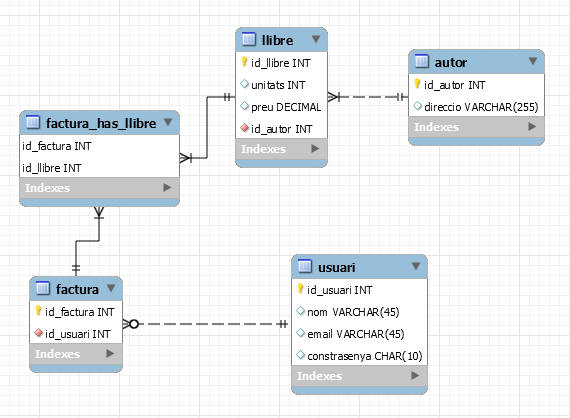 llibre
id_llibre INT
unitats INT
preu DECIMAL
id_autor INT
Indexes
autor
id_autor INT
direccio VARCHAR(255)
Indexes
factura_has_llibre
id_factura INT
id_llibre INT
Indexes
factura
id_factura INT
id_usuari INT
Indexes
usuari
id_usuari INT
nom VARCHAR(45)
email VARCHAR(45)
constrasenya CHAR(10)
Indexes